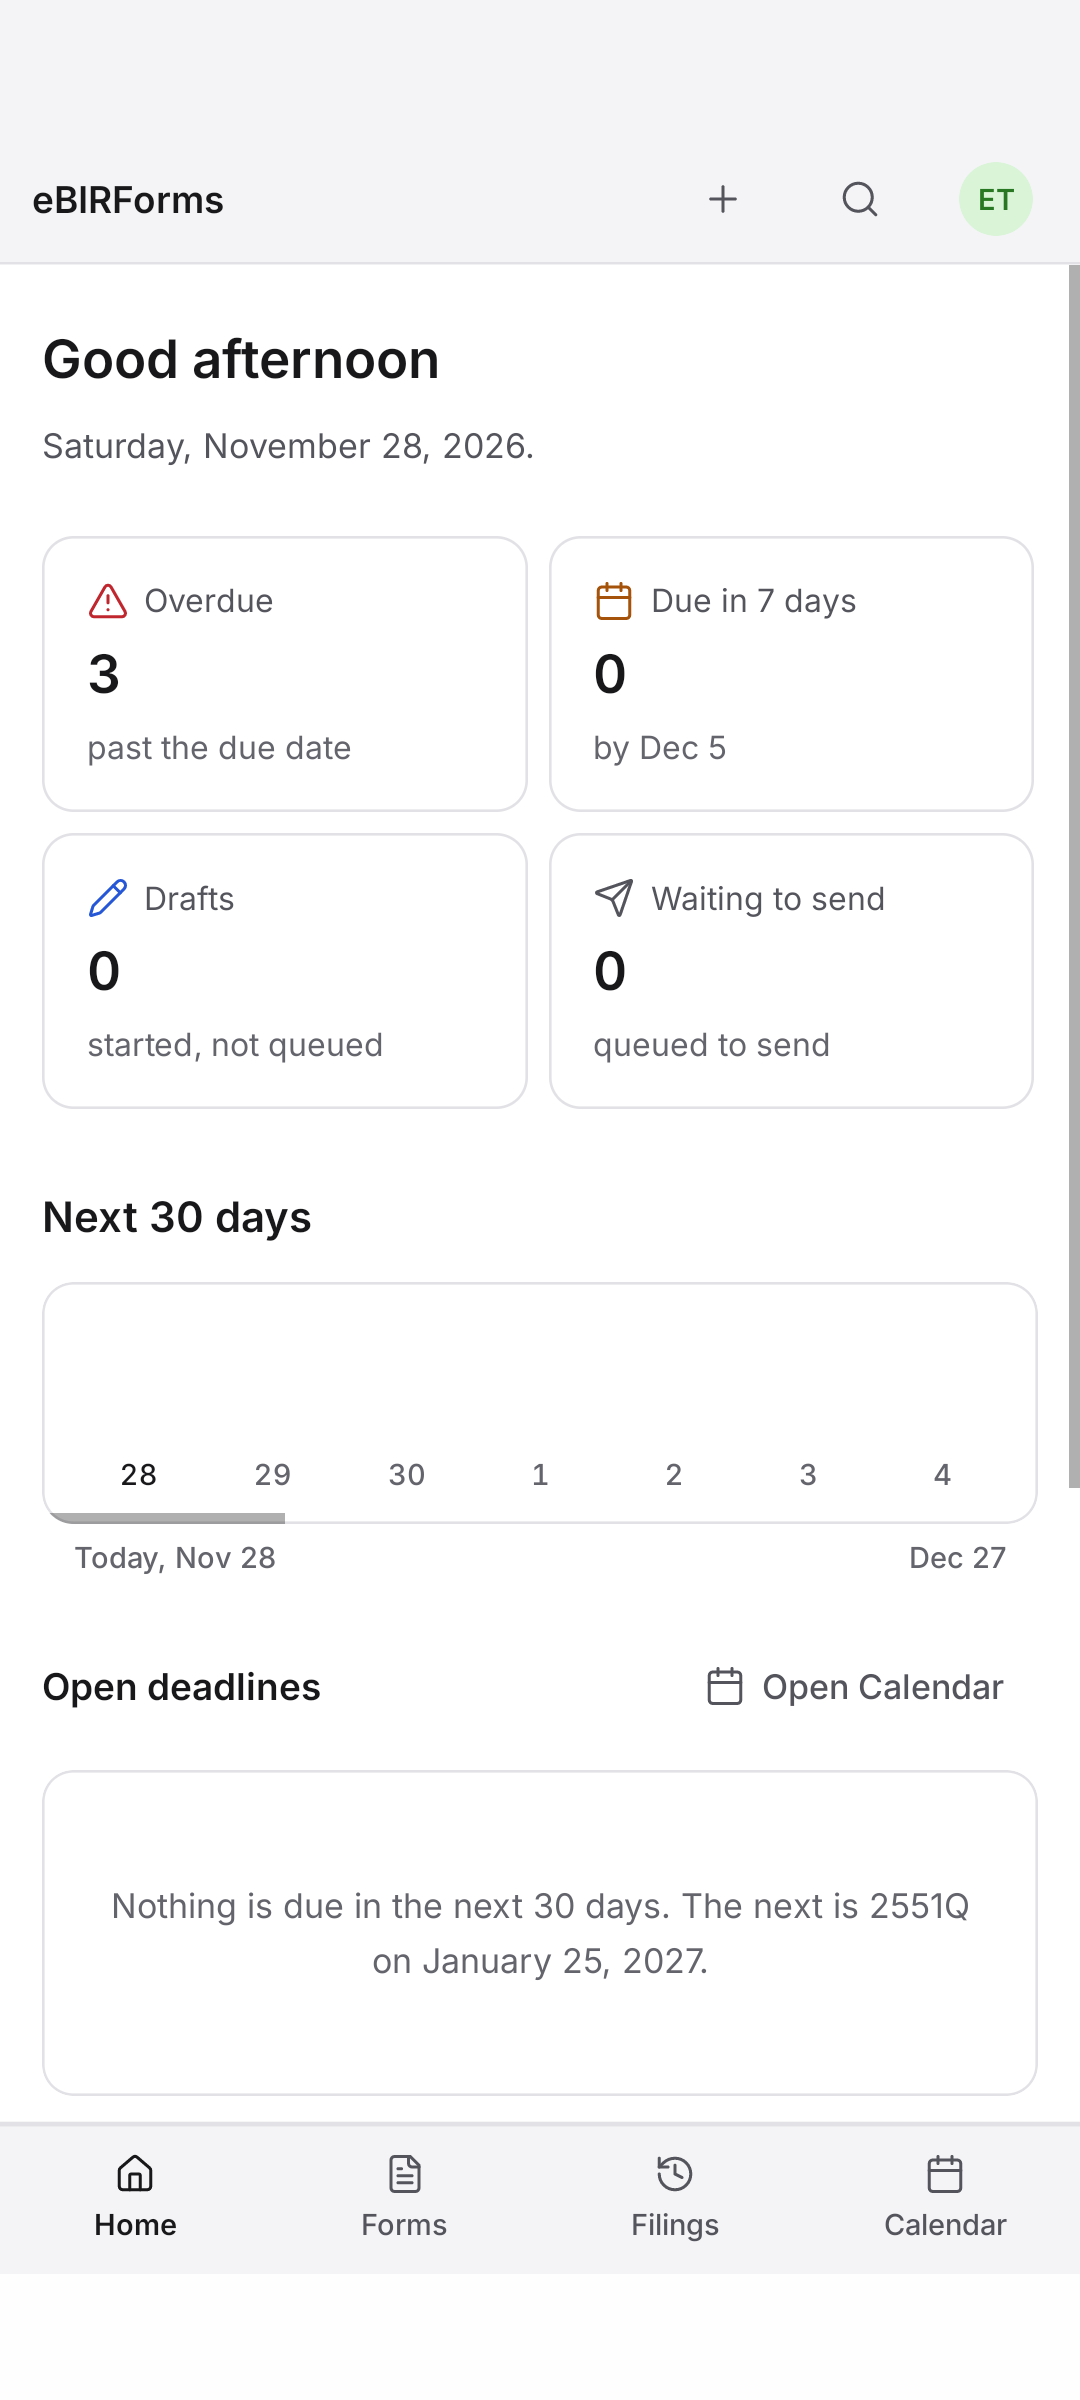 eBIRForms
ET
Good afternoon
Saturday, November 28, 2026.
Overdue
3
past the due date
Due in 7 days
0
by Dec 5
Drafts
0
started, not queued
Waiting to send
0
queued to send
Next 30 days
28 29 30 1 2 3 4
Today, Nov 28 Dec 27
Open deadlines Open Calendar
Nothing is due in the next 30 days. The next is 2551Q
on January 25, 2027.
Home Forms Filings Calendar